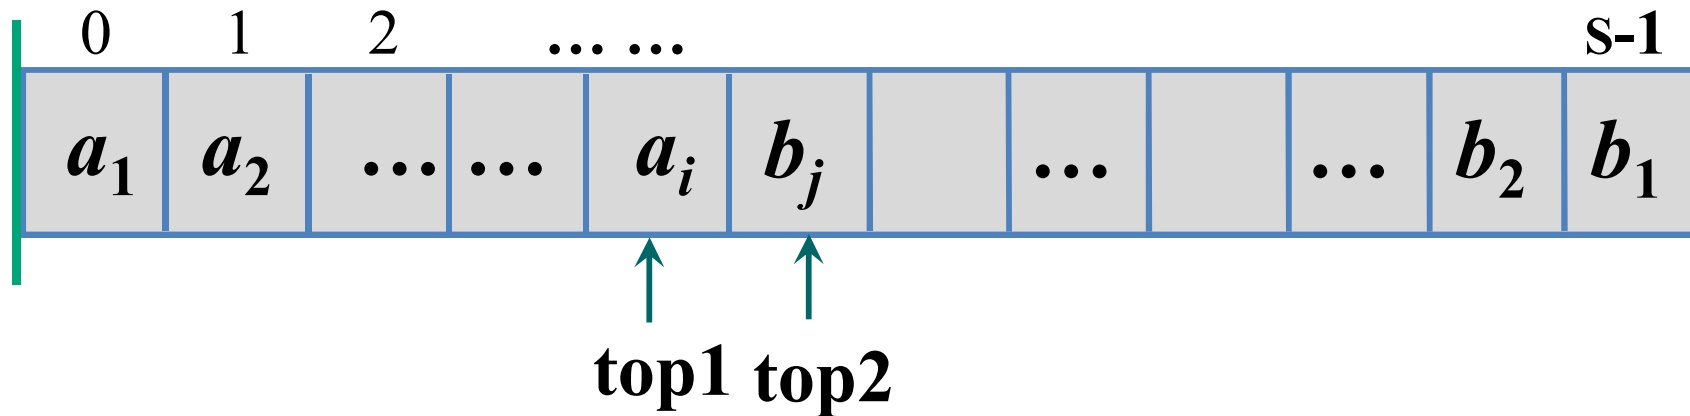 0 1 2 … … S-1
a₁ a₂ … … aᵢ bⱼ … … b₂ b₁
top1 top2